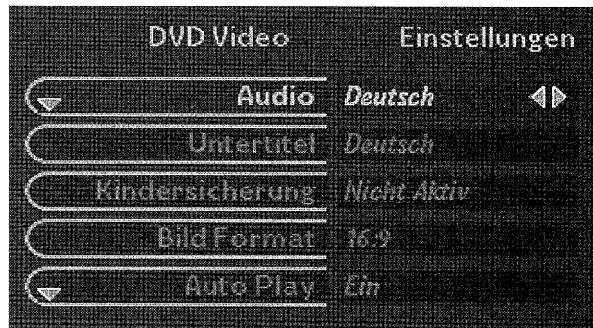 DVD Video Einstellungen
Audio Deutsch
Untertitel Deutsch
Kindersicherung Nicht Aktiv
Bild Format 16:9
Auto Play Ein